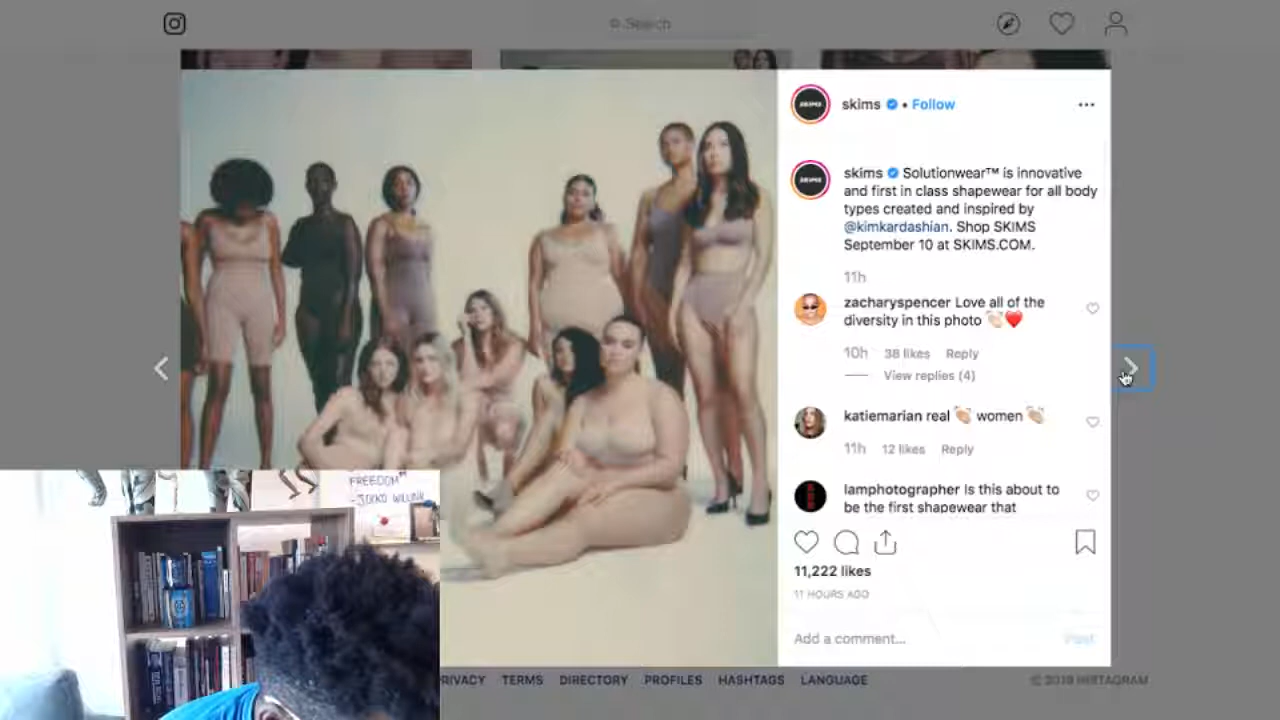 Search
skims • Follow
skims Solutionwear™ is innovative
and first in class shapewear for all body
types created and inspired by
@kimkardashian. Shop SKIMS
September 10 at SKIMS.COM.
11h
zacharyspencer Love all of the
diversity in this photo 👏🏻❤️
10h 38 likes Reply
View replies (4)
katiemarian real 👏🏼 women 👏🏼
11h 12 likes Reply
lamphotographer Is this about to
be the first shapewear that
11,222 likes
11 HOURS AGO
Add a comment... Post
FREEDOM"
-JOCKO WILLINK
RIVACY TERMS DIRECTORY PROFILES HASHTAGS LANGUAGE
© 2019 INSTAGRAM